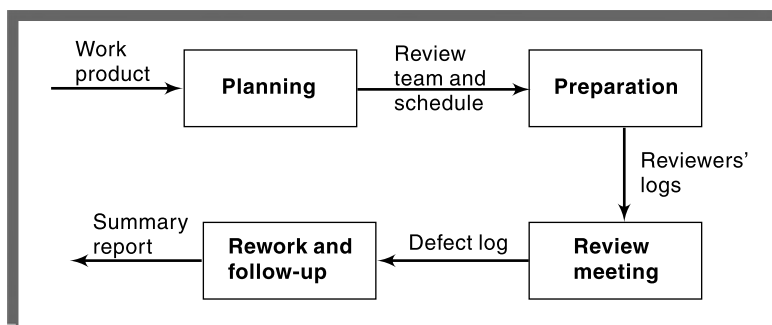 Work
product
Planning
Review
team and
schedule
Preparation
Reviewers’
logs
Review
meeting
Defect log
Rework and
follow-up
Summary
report